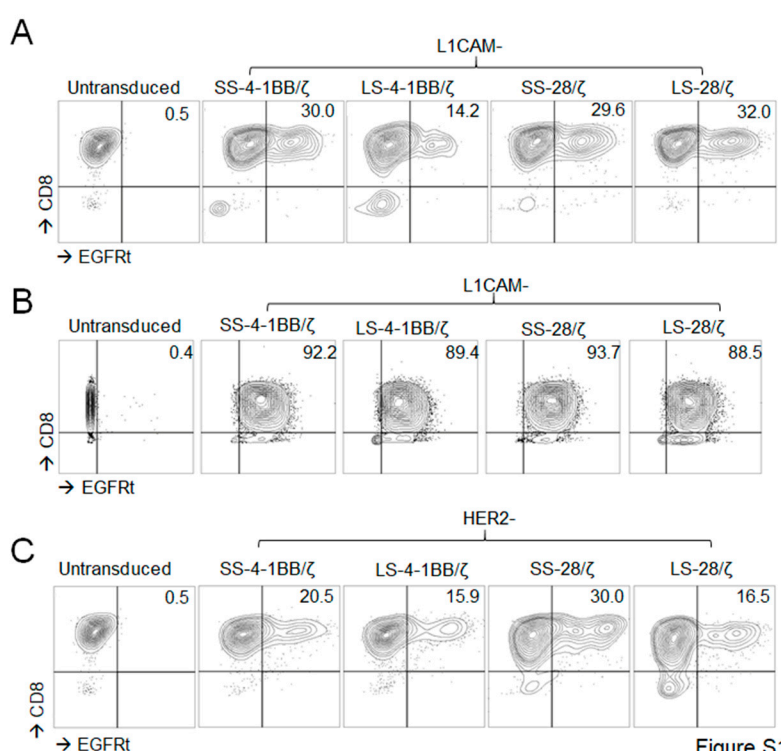 A
L1CAM-
Untransduced SS-4-1BB/ζ LS-4-1BB/ζ SS-28/ζ LS-28/ζ
0.5 30.0 14.2 29.6 32.0
→ CD8
→ EGFRt
B
L1CAM-
Untransduced SS-4-1BB/ζ LS-4-1BB/ζ SS-28/ζ LS-28/ζ
0.4 92.2 89.4 93.7 88.5
→ CD8
→ EGFRt
C
HER2-
Untransduced SS-4-1BB/ζ LS-4-1BB/ζ SS-28/ζ LS-28/ζ
0.5 20.5 15.9 30.0 16.5
→ CD8
→ EGFRt
Figure